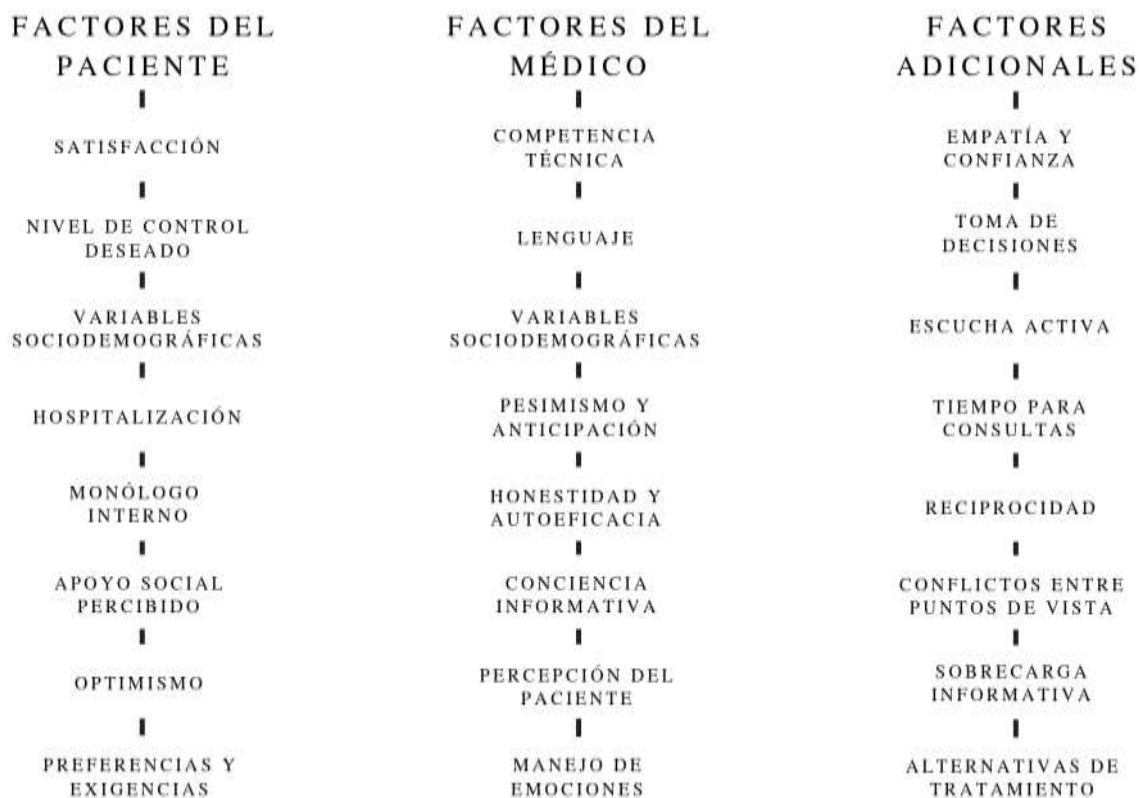 FACTORES DEL
PACIENTE
SATISFACCIÓN
NIVEL DE CONTROL
DESEADO
VARIABLES
SOCIODEMOGRÁFICAS
HOSPITALIZACIÓN
MONÓLOGO
INTERNO
APOYO SOCIAL
PERCIBIDO
OPTIMISMO
PREFERENCIAS Y
EXIGENCIAS
FACTORES DEL
MÉDICO
COMPETENCIA
TÉCNICA
LENGUAJE
VARIABLES
SOCIODEMOGRÁFICAS
PESIMISMO Y
ANTICIPACIÓN
HONESTIDAD Y
AUTOEFICACIA
CONCIENCIA
INFORMATIVA
PERCEPCIÓN DEL
PACIENTE
MANEJO DE
EMOCIONES
FACTORES
ADICIONALES
EMPATÍA Y
CONFIANZA
TOMA DE
DECISIONES
ESCUCHA ACTIVA
TIEMPO PARA
CONSULTAS
RECIPROCIDAD
CONFLICTOS ENTRE
PUNTOS DE VISTA
SOBRECARGA
INFORMATIVA
ALTERNATIVAS DE
TRATAMIENTO